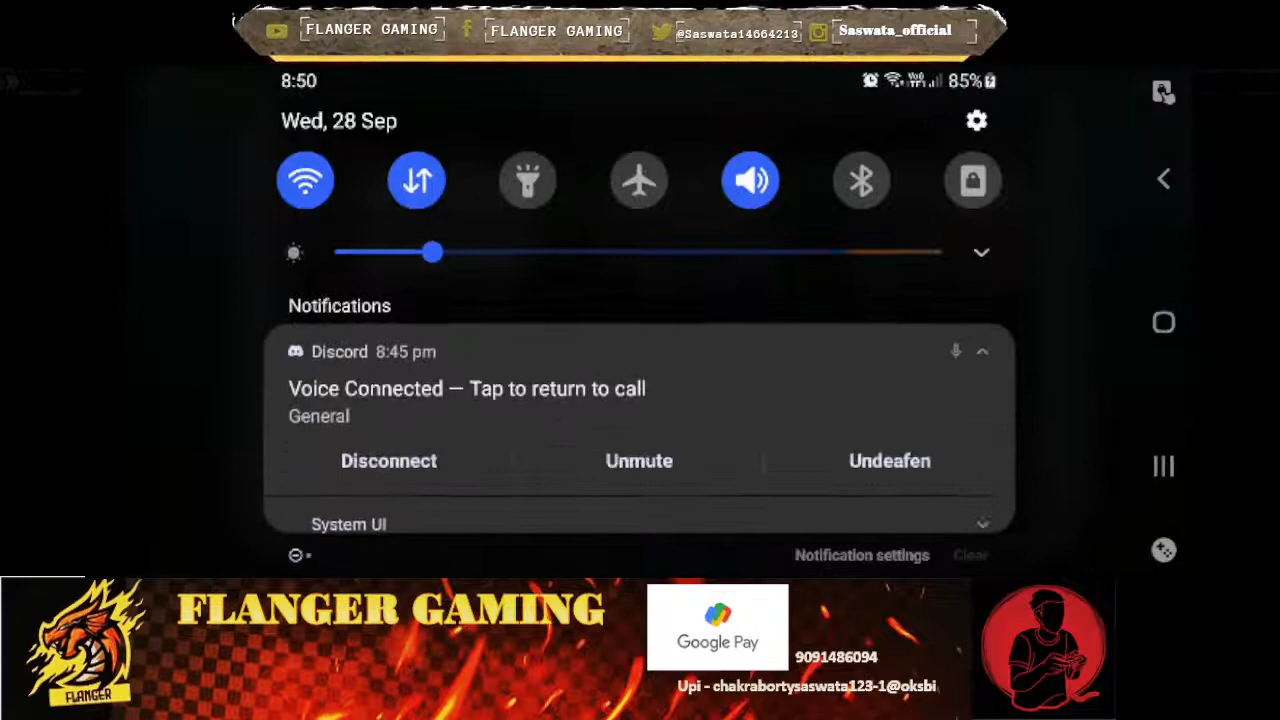 FLANGER GAMING FLANGER GAMING @Saswata14664213 Saswata_official
8:50 85%
Wed, 28 Sep
Notifications
Discord 8:45 pm
Voice Connected — Tap to return to call
General
Disconnect Unmute Undeafen
System UI
Notification settings Clear
FLANGER GAMING
Google Pay
9091486094
Upi - chakrabortysaswata123-1@oksbi
FLANGER